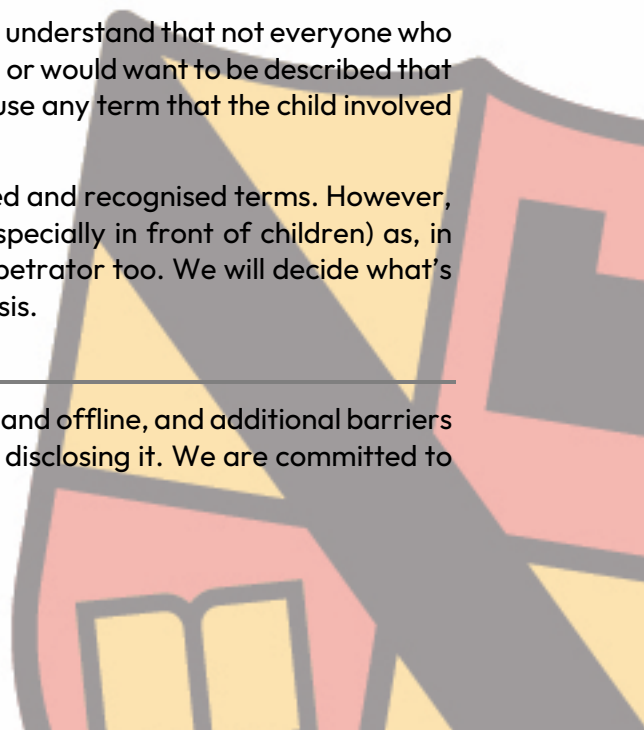 understand that not everyone who
or would want to be described that
use any term that the child involved
ed and recognised terms. However,
specially in front of children) as, in
petrator too. We will decide what’s
sis.
and offline, and additional barriers
disclosing it. We are committed to